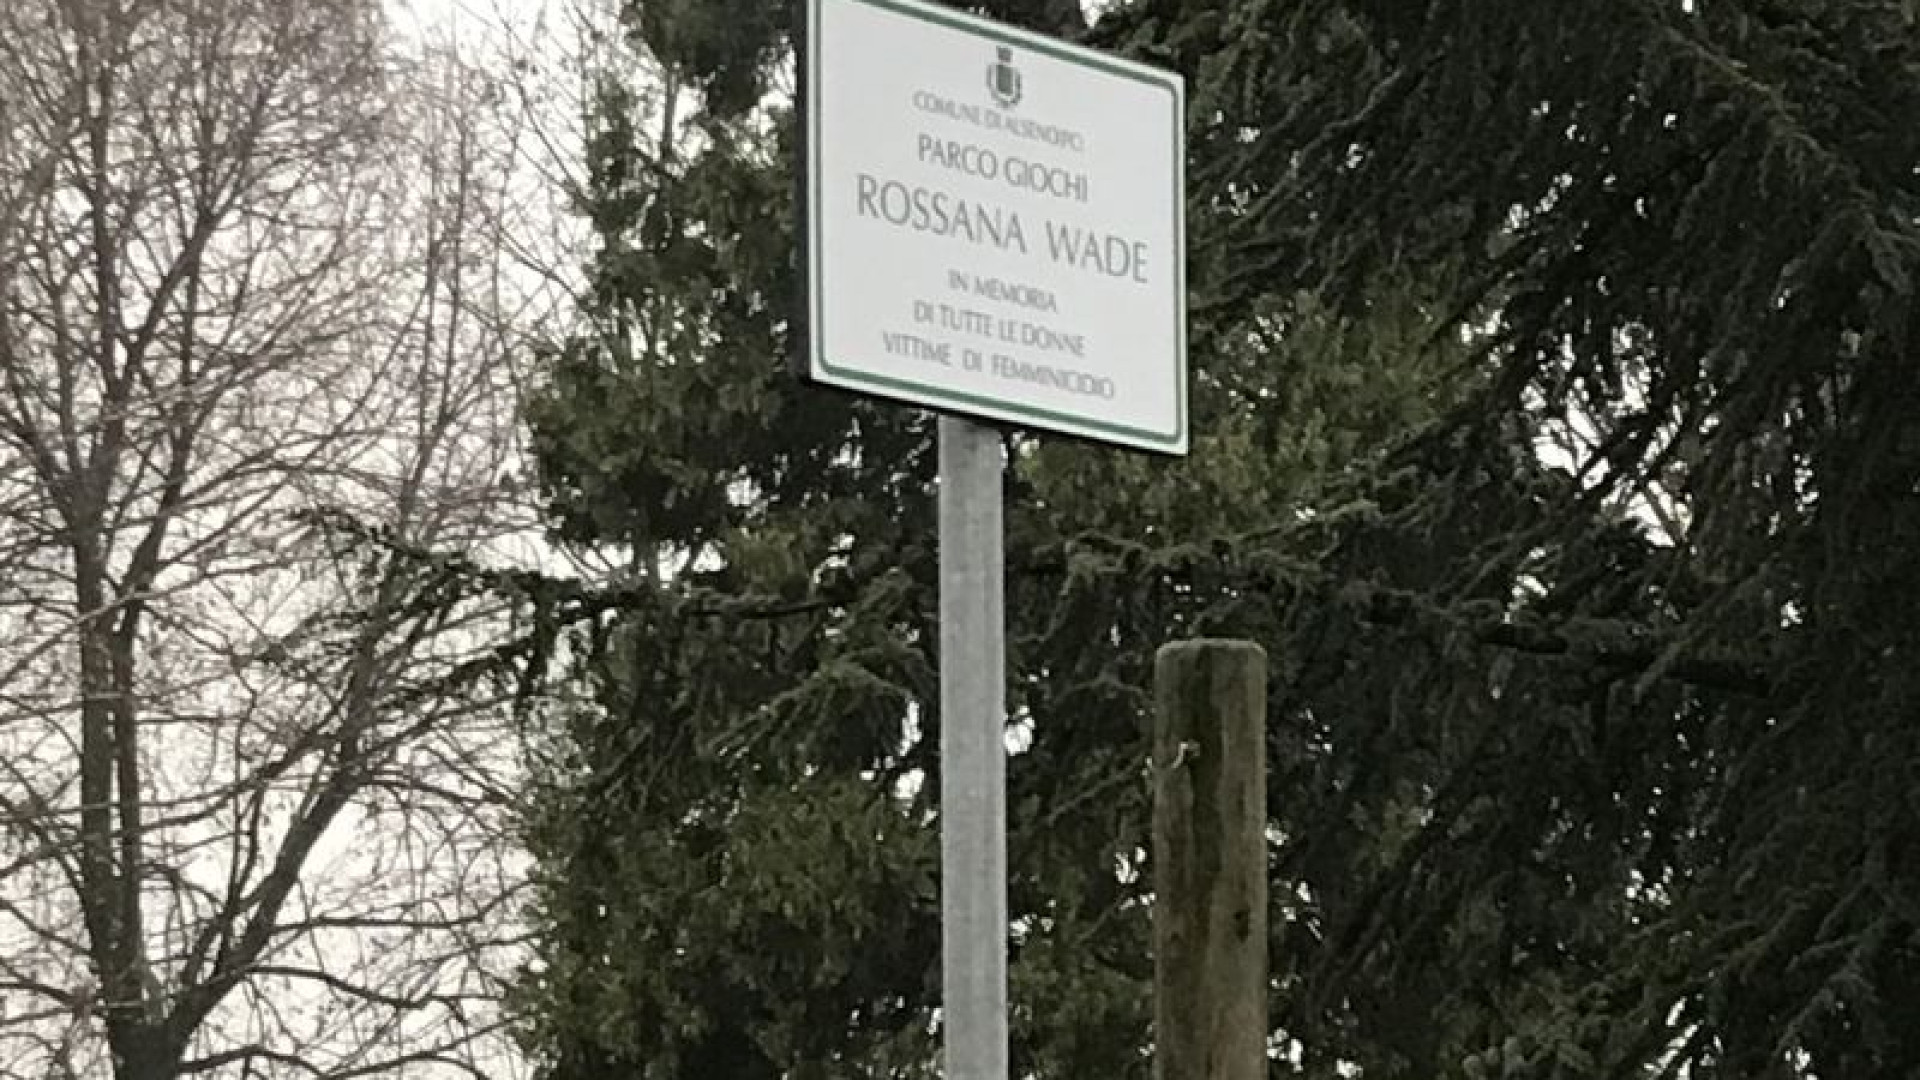 COMUNE DI ALSENO (PC)
PARCO GIOCHI
ROSSANA WADE
IN MEMORIA
DI TUTTE LE DONNE
VITTIME DI FEMMINICIDIO